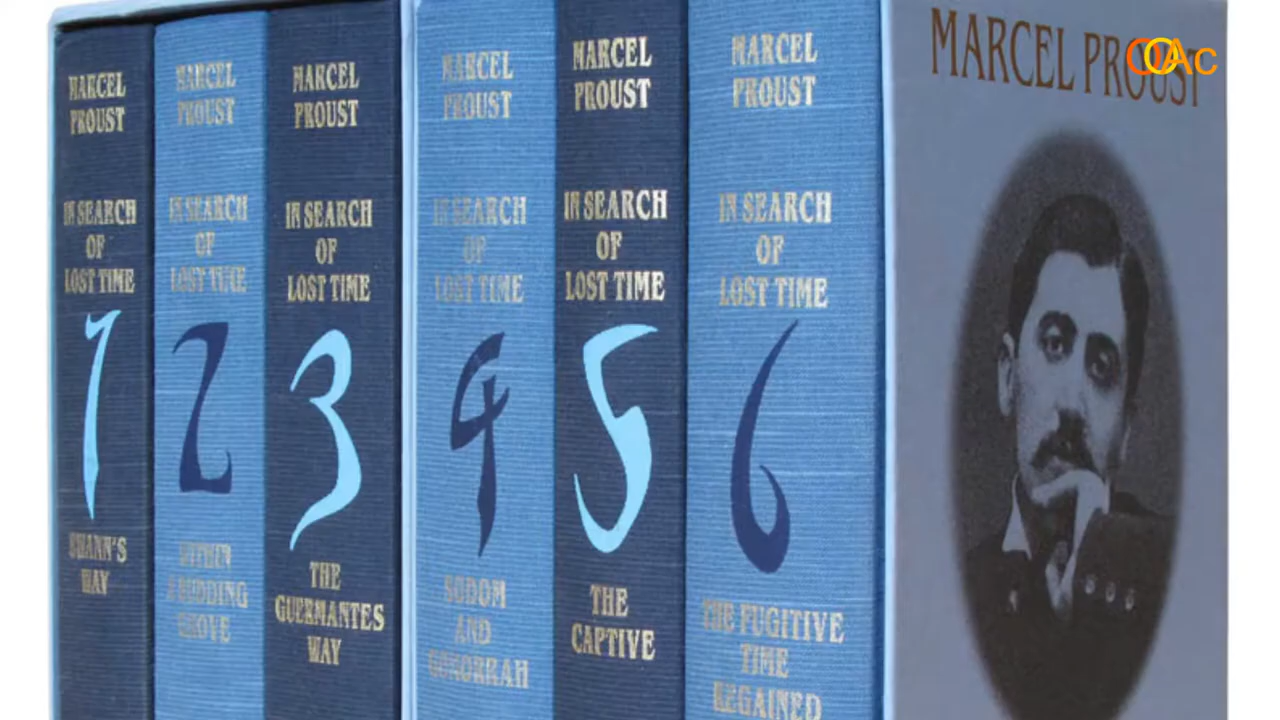 MARCEL
PROUST
IN SEARCH
OF
LOST TIME
1
SWANN'S
WAY
MARCEL
PROUST
IN SEARCH
OF
LOST TIME
2
WITHIN
A BUDDING
GROVE
MARCEL
PROUST
IN SEARCH
OF
LOST TIME
3
THE
GUERMANTES
WAY
MARCEL
PROUST
IN SEARCH
OF
LOST TIME
4
SODOM
AND
GOMORRAH
MARCEL
PROUST
IN SEARCH
OF
LOST TIME
5
THE
CAPTIVE
MARCEL
PROUST
IN SEARCH
OF
LOST TIME
6
THE FUGITIVE
TIME
REGAINED
MARCEL PROUST
OOAc